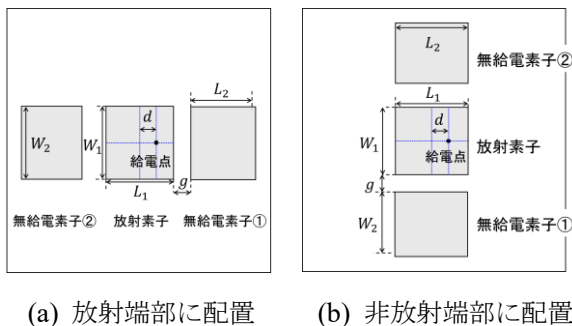 L₂
d
W₂
W₁
給電点
L₁
g
無給電素子② 放射素子 無給電素子①
(a) 放射端部に配置
L₂
無給電素子②
L₁
d
W₁
給電点
放射素子
g
W₂
無給電素子①
(b) 非放射端部に配置